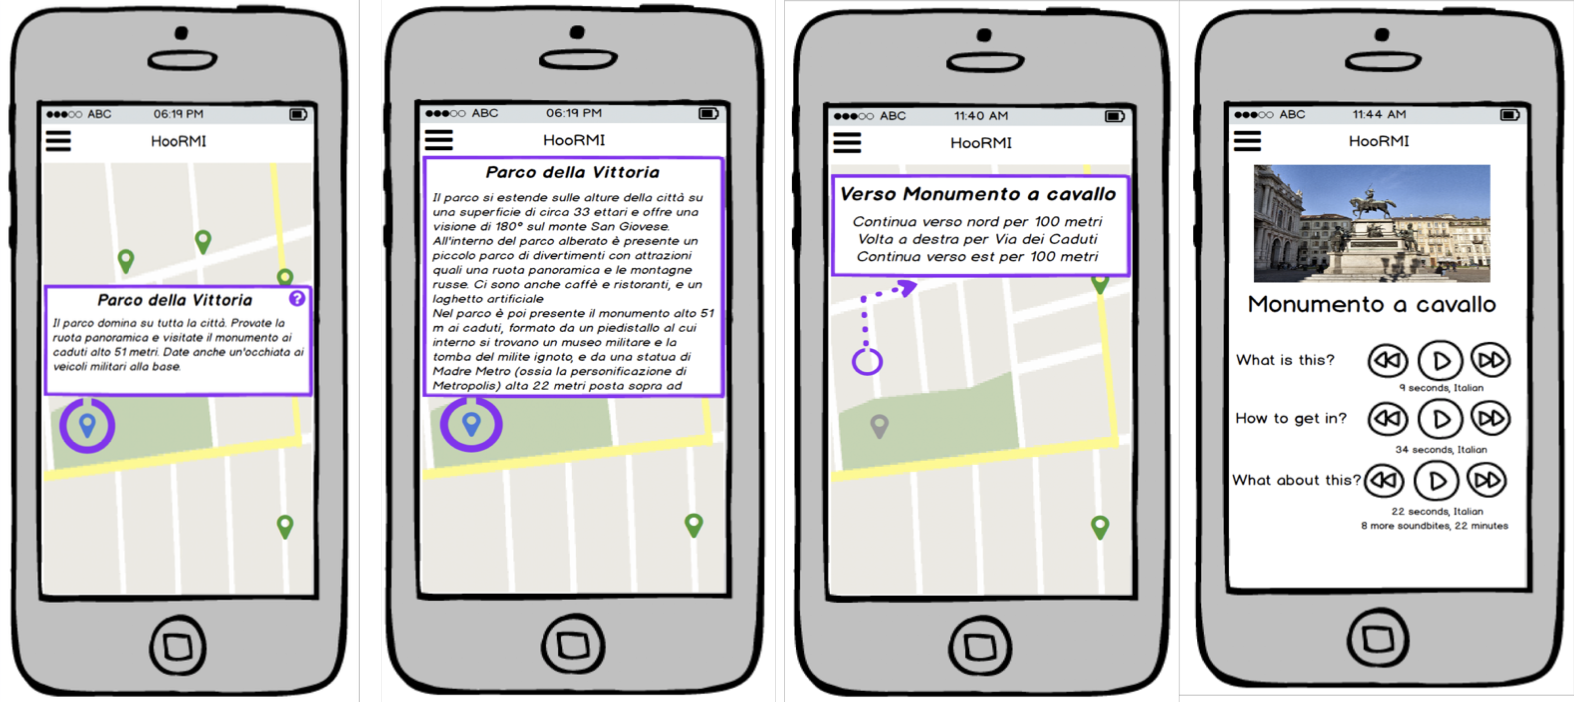 ABC 06:19 PM
HooRMI
Parco della Vittoria ?
Il parco domina su tutta la città. Provate la
ruota panoramica e visitate il monumento ai
caduti alto 51 metri. Date anche un'occhiata ai
veicoli militari alla base.
ABC 06:19 PM
HooRMI
Parco della Vittoria
Il parco si estende sulle alture della città su
una superficie di circa 33 ettari e offre una
visione di 180° sul monte San Giovese.
All'interno del parco alberato è presente un
piccolo parco di divertimenti con attrazioni
quali una ruota panoramica e le montagne
russe. Ci sono anche caffè e ristoranti, e un
laghetto artificiale
Nel parco è poi presente il monumento alto 51
m ai caduti, formato da un piedistallo al cui
interno si trovano un museo militare e la
tomba del milite ignoto, e da una statua di
Madre Metro (ossia la personificazione di
Metropolis) alta 22 metri posta sopra ad
ABC 11:40 AM
HooRMI
Verso Monumento a cavallo
Continua verso nord per 100 metri
Volta a destra per Via dei Caduti
Continua verso est per 100 metri
ABC 11:44 AM
HooRMI
Monumento a cavallo
What is this?
9 seconds, Italian
How to get in?
34 seconds, Italian
What about this?
22 seconds, Italian
8 more soundbites, 22 minutes